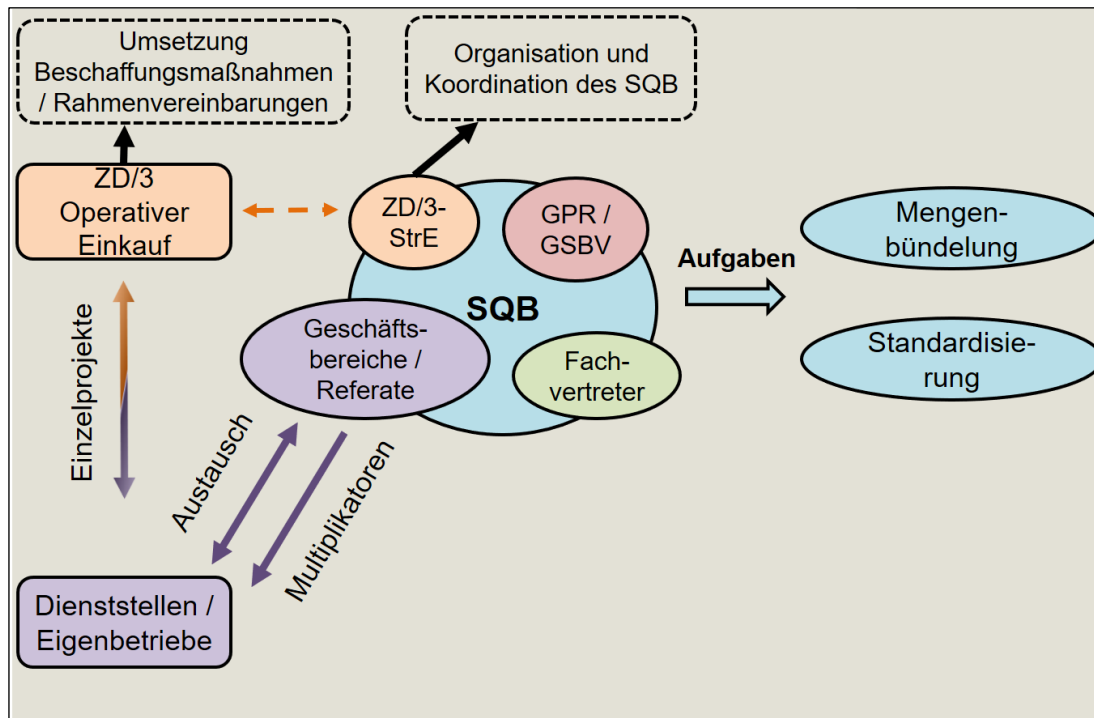 Umsetzung
Beschaffungsmaßnahmen
/ Rahmenvereinbarungen
Organisation und
Koordination des SQB
ZD/3
Operativer
Einkauf
ZD/3-
StrE
GPR /
GSBV
SQB
Geschäfts-
bereiche /
Referate
Fach-
vertreter
Aufgaben
Mengen-
bündelung
Standardisie-
rung
Einzelprojekte
Austausch
Multiplikatoren
Dienststellen /
Eigenbetriebe